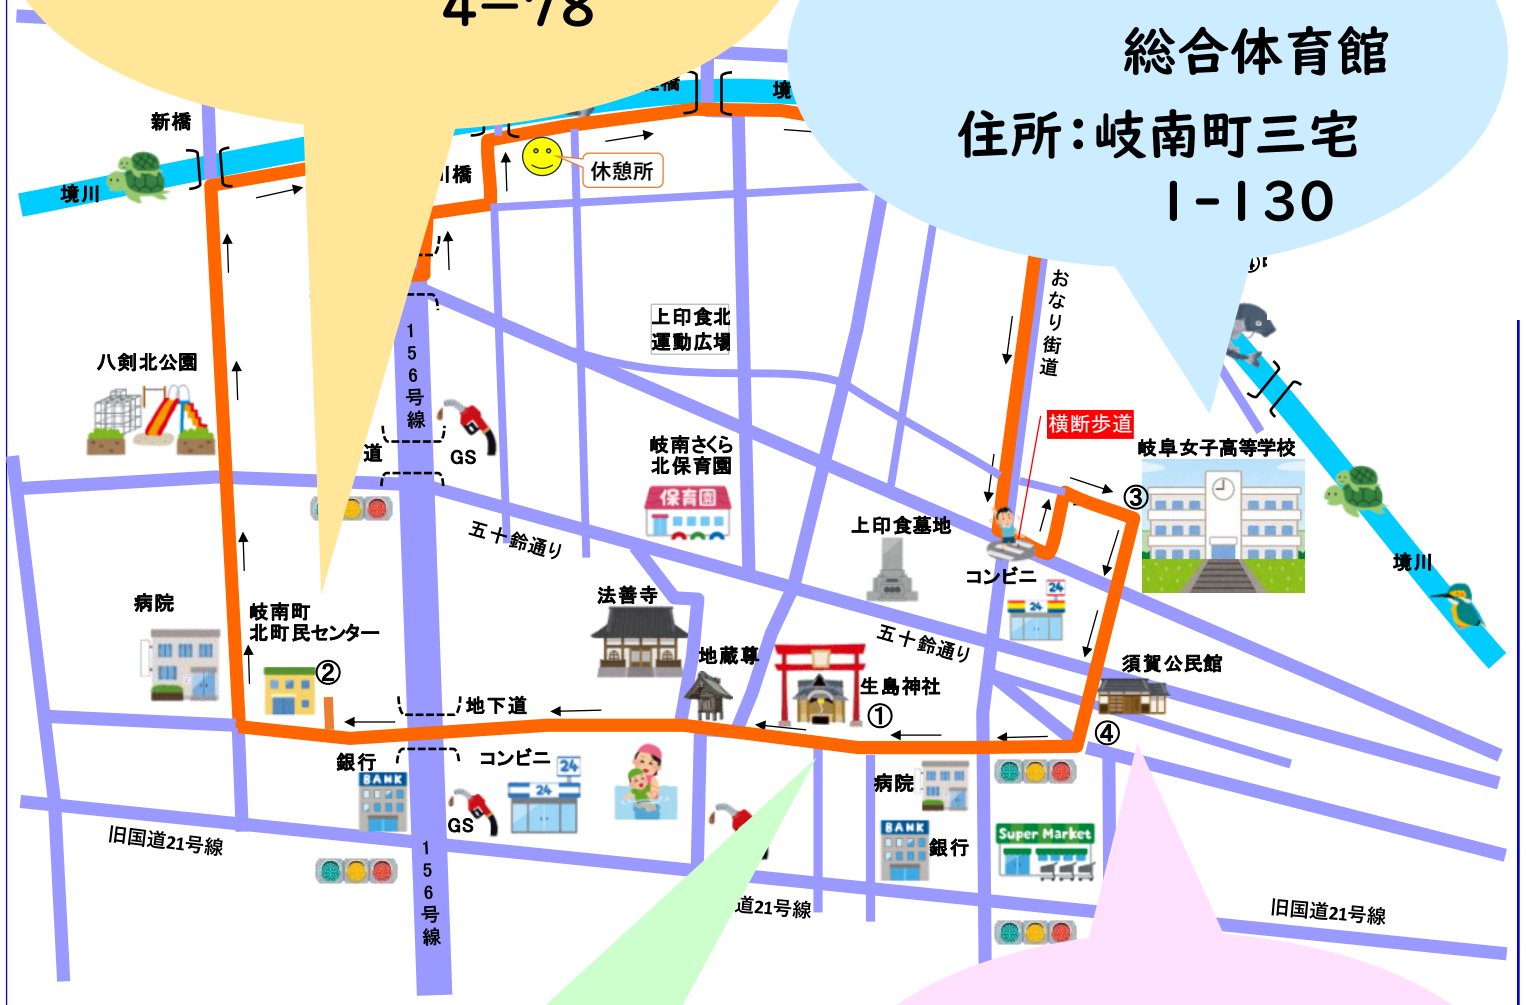 4-78
総合体育館
住所:岐南町三宅
1-130
橋
境
新橋
境川
川橋
休憩所
おなり街道
156号線
上印食北
運動広場
八剣北公園
道
GS
横断歩道
岐阜女子高等学校
③
岐南さくら
北保育園
保育園
五十鈴通り
上印食墓地
コンビニ
24
24
境川
病院
岐南町
北町民センター
②
法善寺
地蔵尊
五十鈴通り
生島神社
①
須賀公民館
④
地下道
銀行
BANK
コンビニ
24
24
GS
病院
BANK
銀行
Super Market
旧国道21号線
156号線
道21号線
旧国道21号線